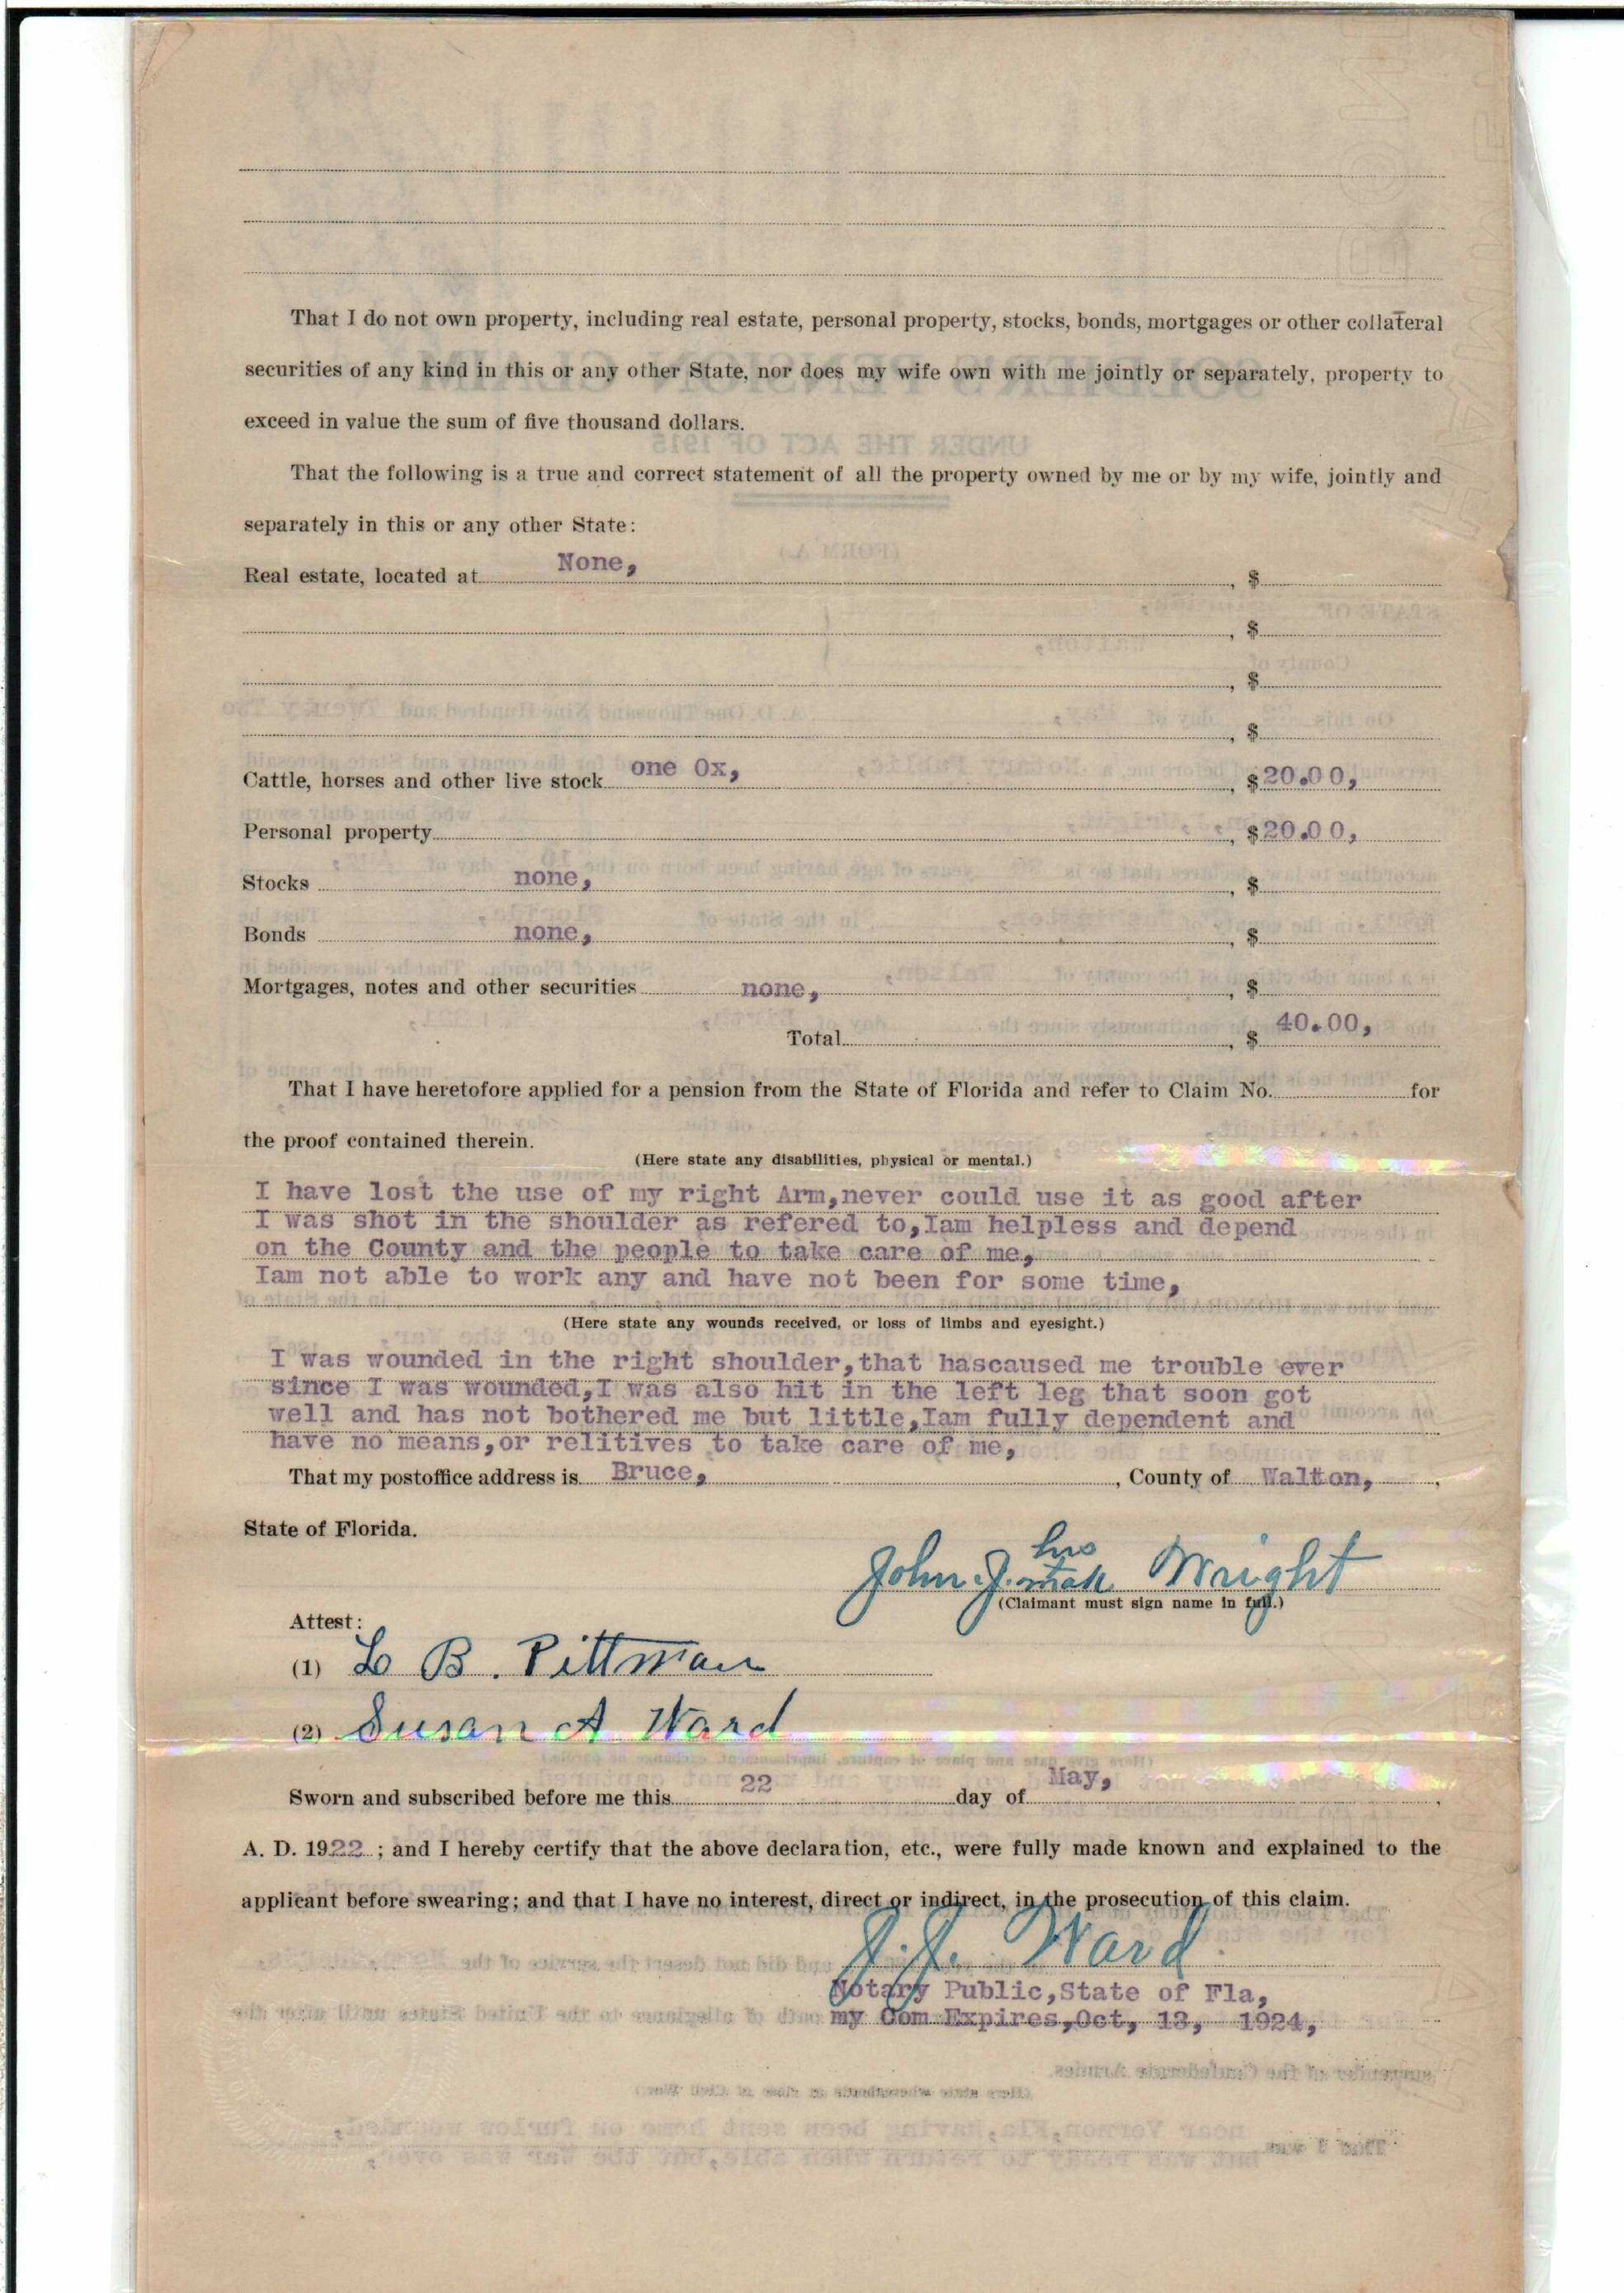 That I do not own property, including real estate, personal property, stocks, bonds, mortgages or other collateral
securities of any kind in this or any other State, nor does my wife own with me jointly or separately, property to
exceed in value the sum of five thousand dollars.
That the following is a true and correct statement of all the property owned by me or by my wife, jointly and
separately in this or any other State:
Real estate, located at None, , $
, $
, $
, $
Cattle, horses and other live stock one Ox, , $20.00,
Personal property , $20.00,
Stocks none, , $
Bonds none, , $
Mortgages, notes and other securities none, , $
Total , $ 40.00,
That I have heretofore applied for a pension from the State of Florida and refer to Claim No. for
the proof contained therein.
(Here state any disabilities, physical or mental.)
I have lost the use of my right Arm,never could use it as good after
I was shot in the shoulder as refered to,Iam helpless and depend
on the County and the people to take care of me,
Iam not able to work any and have not been for some time,
(Here state any wounds received, or loss of limbs and eyesight.)
I was wounded in the right shoulder,that hascaused me trouble ever
since I was wounded,I was also hit in the left leg that soon got
well and has not bothered me but little,Iam fully dependent and
have no means,or relitives to take care of me,
That my postoffice address is Bruce, , County of Walton, ,
State of Florida.
his
John J. mark Wright
(Claimant must sign name in full.)
Attest:
(1) L B. Pittman
(2) Susan A Ward
Sworn and subscribed before me this 22 day of May, ,
A. D. 1922 ; and I hereby certify that the above declaration, etc., were fully made known and explained to the
applicant before swearing; and that I have no interest, direct or indirect, in the prosecution of this claim.
J. J. Ward
Notary Public,State of Fla,
my Com Expires,Oct, 13, 1924,